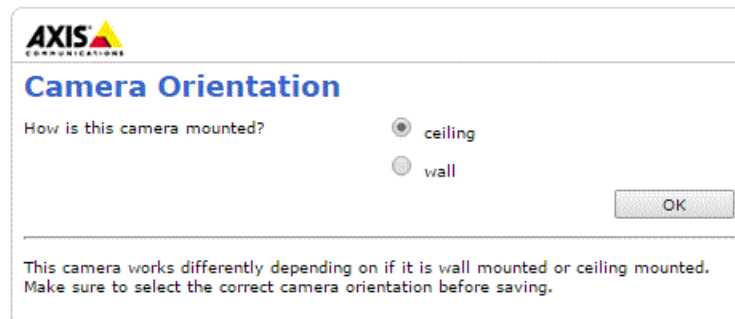 AXIS
COMMUNICATIONS
Camera Orientation
How is this camera mounted?
ceiling
wall
OK
This camera works differently depending on if it is wall mounted or ceiling mounted.
Make sure to select the correct camera orientation before saving.